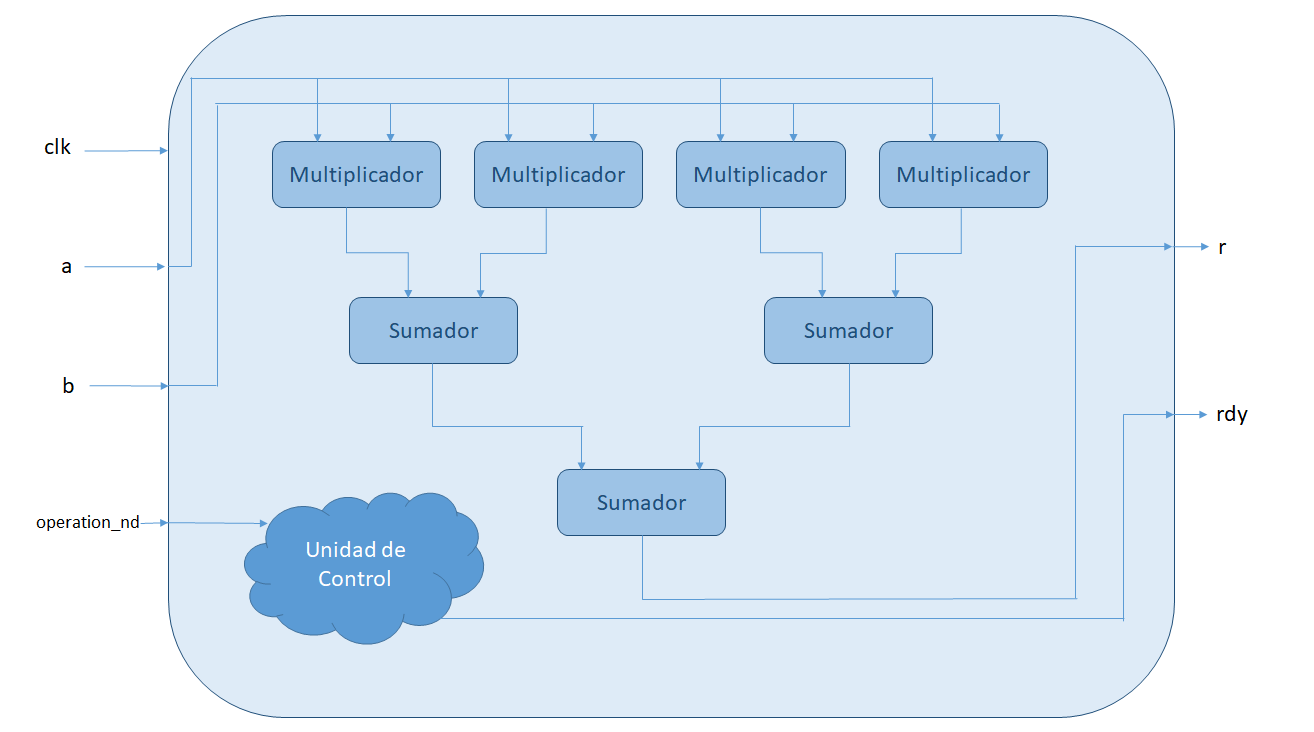 clk
Multiplicador
Multiplicador
Multiplicador
Multiplicador
a
r
Sumador
Sumador
b
rdy
Sumador
operation_nd
Unidad de
Control